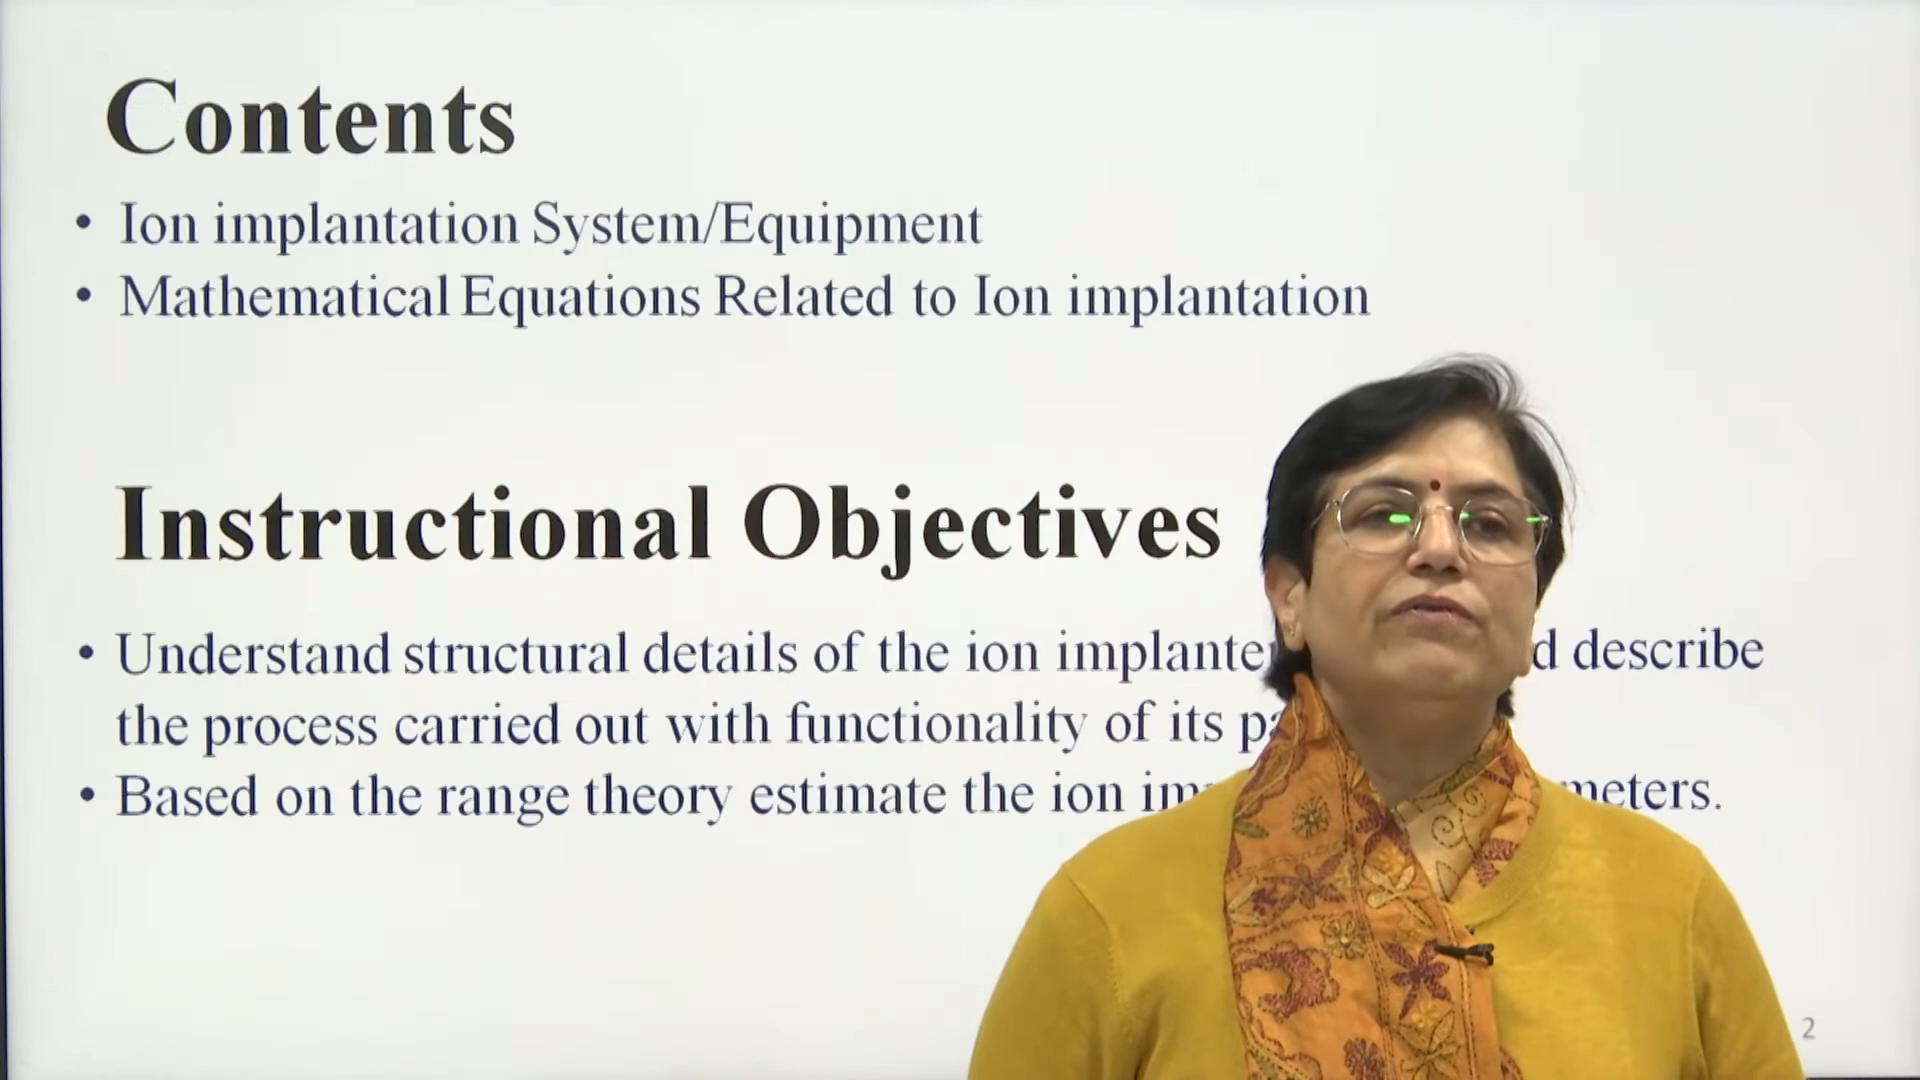 Contents
• Ion implantation System/Equipment
• Mathematical Equations Related to Ion implantation
Instructional Objectives
• Understand structural details of the ion describe
the process carried out with functionality of its
• Based on the range theory estimate the ion
2